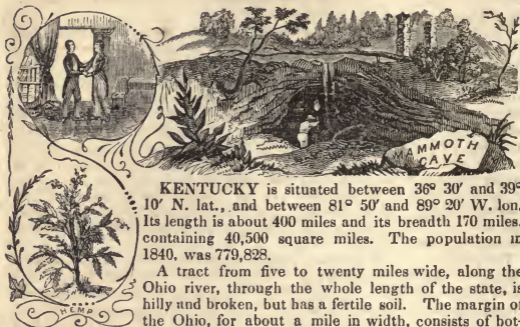 MAMMOTH
CAVE
KENTUCKY is situated between 36° 30' and 39°
10' N. lat., and between 81° 50' and 89° 20' W. lon.
Its length is about 400 miles and its breadth 170 miles,
containing 40,500 square miles. The population in
1840, was 779,828.
A tract from five to twenty miles wide, along the
Ohio river, through the whole length of the state, is
hilly and broken, but has a fertile soil. The margin of
the Ohio, for about a mile in width, consists of bot
HEMP